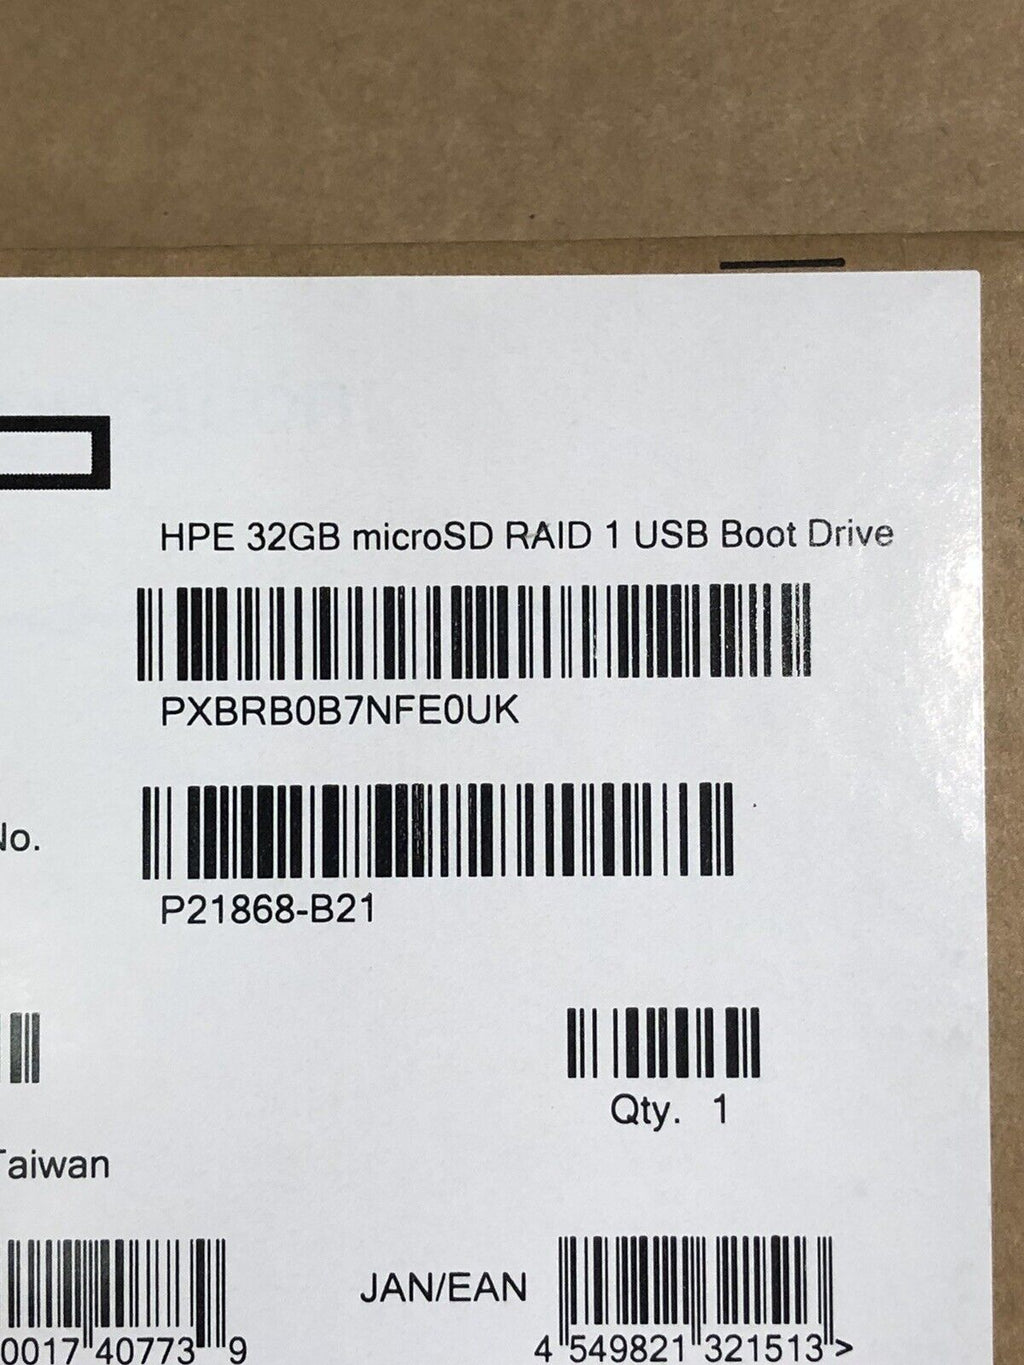 HPE 32GB microSD RAID 1 USB Boot Drive
PXBRB0B7NFE0UK
No.
P21868-B21
Qty. 1
Taiwan
JAN/EAN
0017 40773 9
4 549821 321513 >